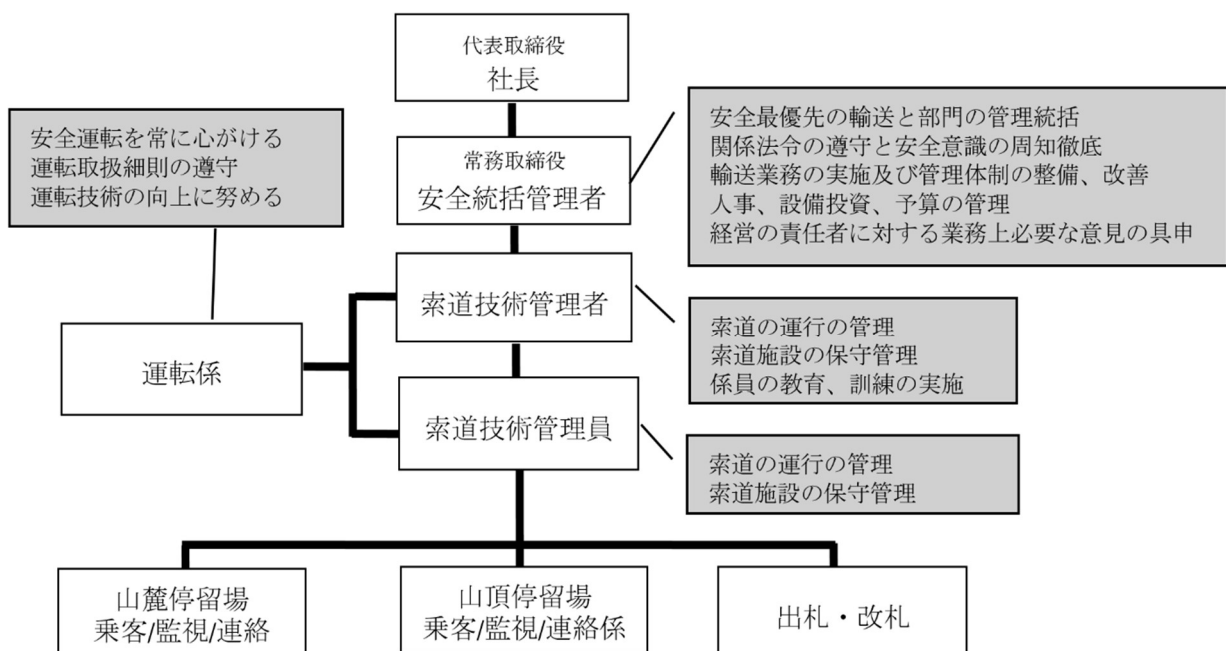 代表取締役
社長
安全運転を常に心がける
運転取扱細則の遵守
運転技術の向上に努める
常務取締役
安全統括管理者
安全最優先の輸送と部門の管理統括
関係法令の遵守と安全意識の周知徹底
輸送業務の実施及び管理体制の整備、改善
人事、設備投資、予算の管理
経営の責任者に対する業務上必要な意見の具申
索道技術管理者
索道の運行の管理
索道施設の保守管理
係員の教育、訓練の実施
運転係
索道技術管理員
索道の運行の管理
索道施設の保守管理
山麓停留場
乗客/監視/連絡
山頂停留場
乗客/監視/連絡係
出札・改札